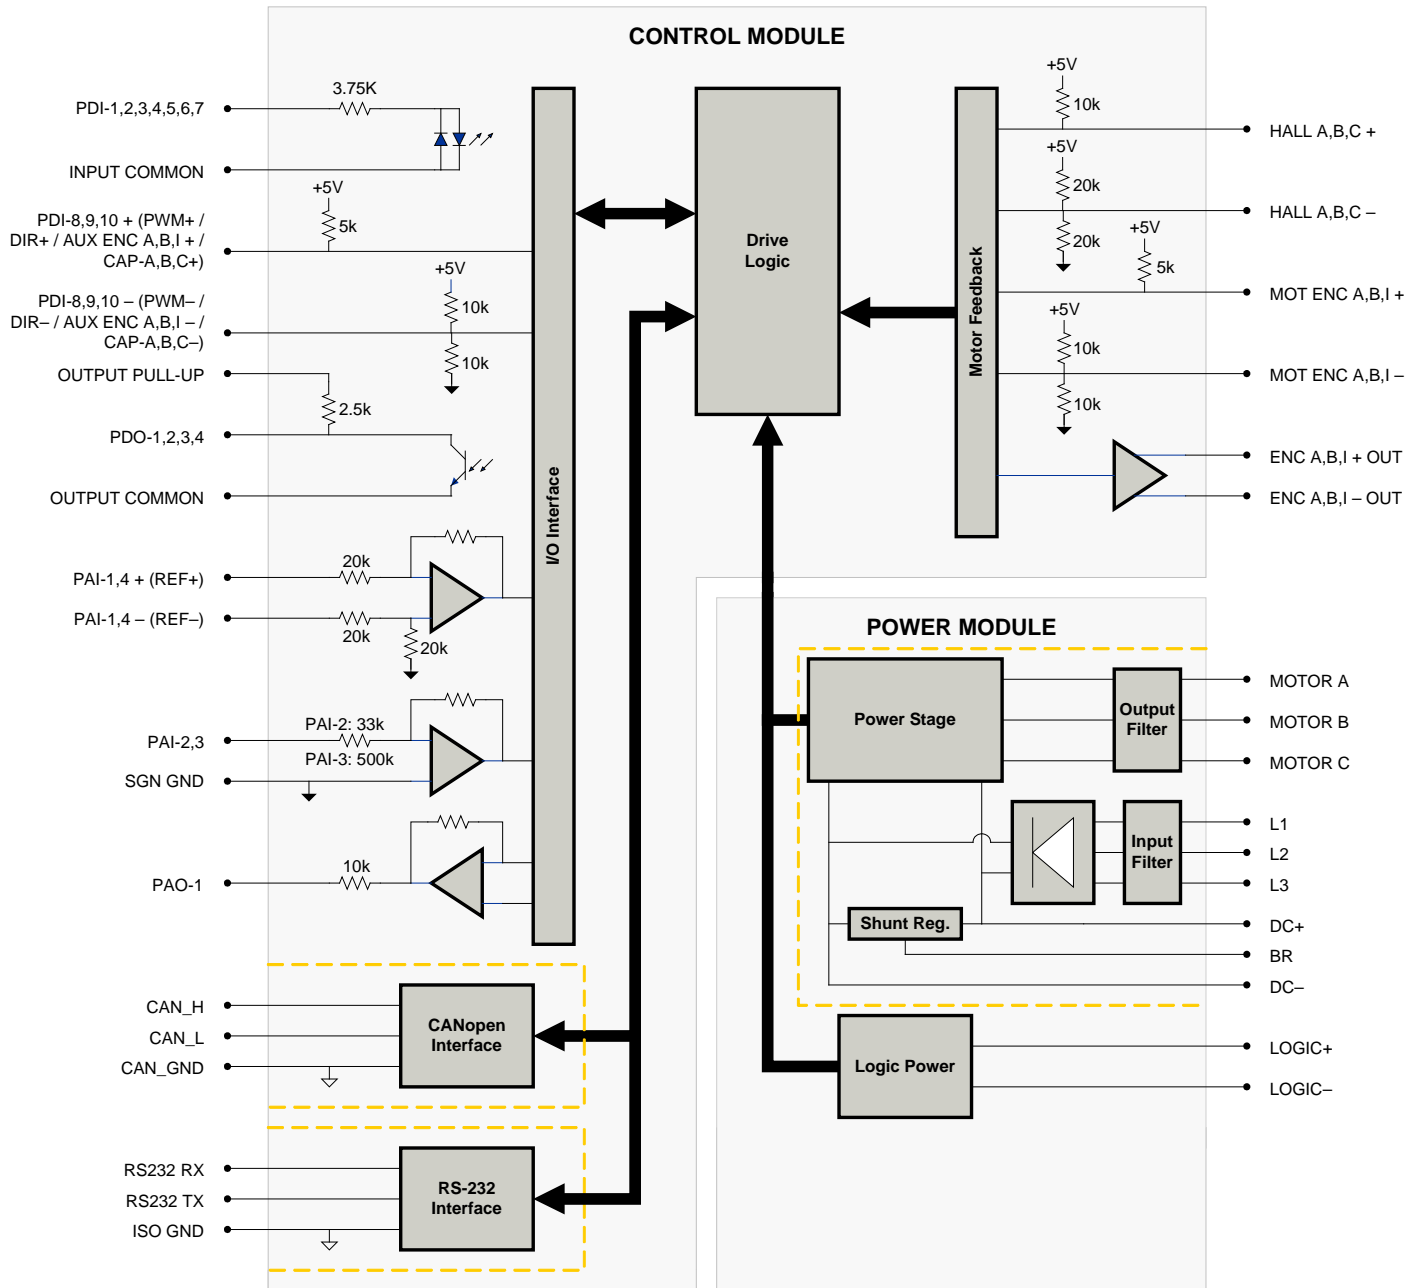 CONTROL MODULE
PDI-1,2,3,4,5,6,7
3.75K
INPUT COMMON
+5V
5k
PDI-8,9,10 + (PWM+ /
DIR+ / AUX ENC A,B,I + /
CAP-A,B,C+)
+5V
10k
10k
PDI-8,9,10 – (PWM– /
DIR– / AUX ENC A,B,I – /
CAP-A,B,C–)
OUTPUT PULL-UP
2.5k
PDO-1,2,3,4
OUTPUT COMMON
PAI-1,4 + (REF+)
20k
PAI-1,4 – (REF–)
20k
20k
PAI-2,3
PAI-2: 33k
PAI-3: 500k
SGN GND
PAO-1
10k
I/O Interface
Drive
Logic
Motor Feedback
+5V
10k
HALL A,B,C +
+5V
20k
20k
HALL A,B,C –
+5V
5k
MOT ENC A,B,I +
+5V
10k
10k
MOT ENC A,B,I –
ENC A,B,I + OUT
ENC A,B,I – OUT
CAN_H
CAN_L
CAN_GND
CANopen
Interface
RS232 RX
RS232 TX
ISO GND
RS-232
Interface
POWER MODULE
Power Stage
Output
Filter
MOTOR A
MOTOR B
MOTOR C
Input
Filter
L1
L2
L3
Shunt Reg.
DC+
BR
DC–
Logic Power
LOGIC+
LOGIC–